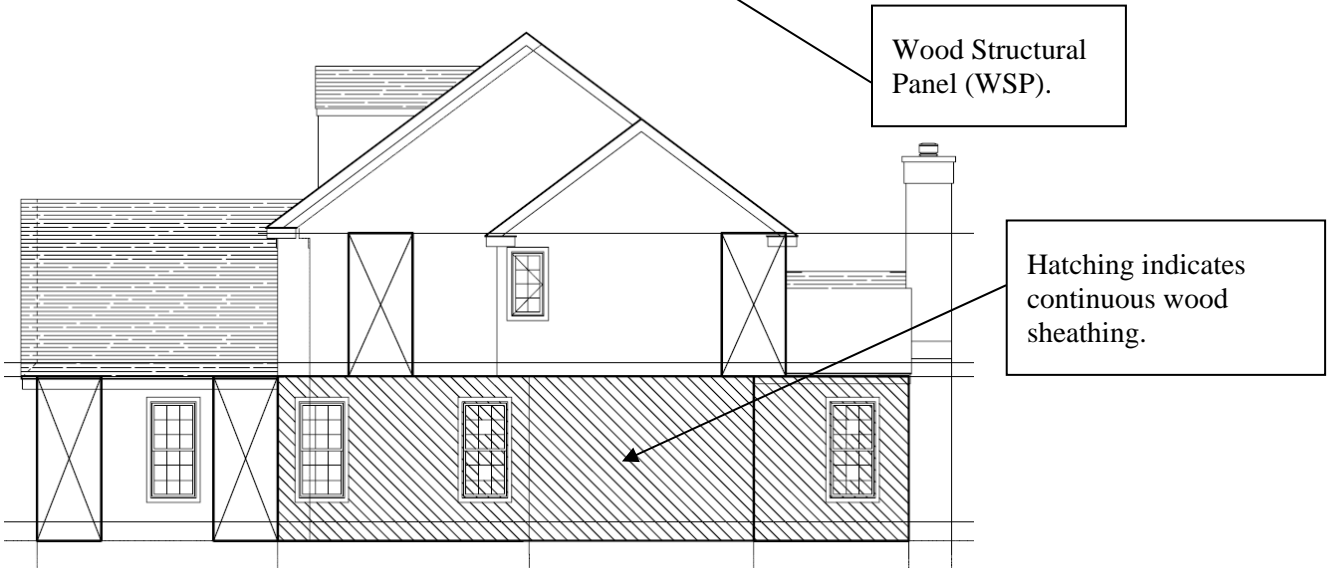 Wood Structural
Panel (WSP).
Hatching indicates
continuous wood
sheathing.